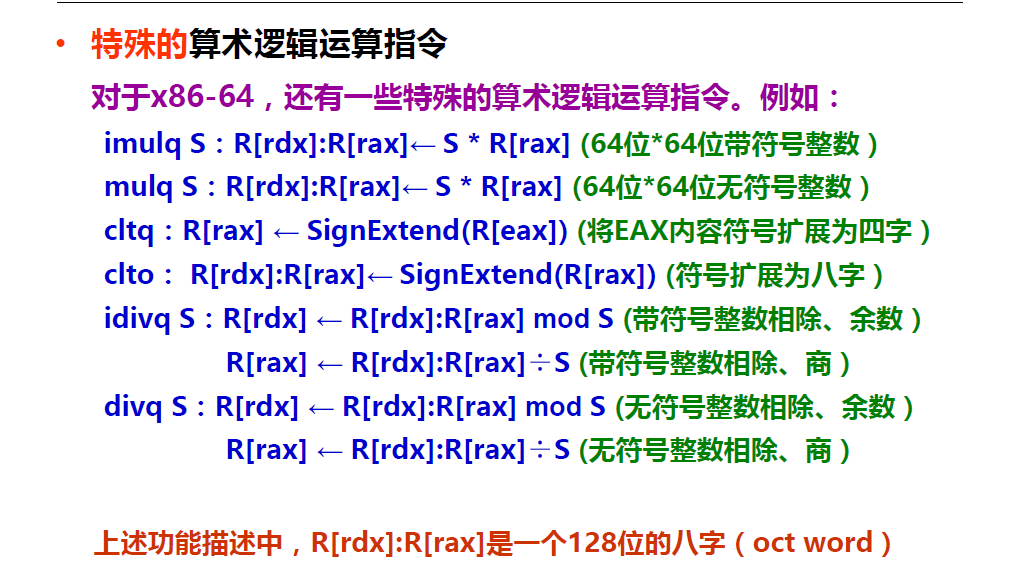 • 特殊的算术逻辑运算指令
对于x86-64，还有一些特殊的算术逻辑运算指令。例如：
imulq S：R[rdx]:R[rax]← S * R[rax] (64位*64位带符号整数）
mulq S：R[rdx]:R[rax]← S * R[rax] (64位*64位无符号整数）
cltq：R[rax] ← SignExtend(R[eax]) (将EAX内容符号扩展为四字）
clto： R[rdx]:R[rax]← SignExtend(R[rax]) (符号扩展为八字）
idivq S：R[rdx] ← R[rdx]:R[rax] mod S (带符号整数相除、余数）
R[rax] ← R[rdx]:R[rax]÷S (带符号整数相除、商）
divq S：R[rdx] ← R[rdx]:R[rax] mod S (无符号整数相除、余数）
R[rax] ← R[rdx]:R[rax]÷S (无符号整数相除、商）
上述功能描述中，R[rdx]:R[rax]是一个128位的八字（oct word）